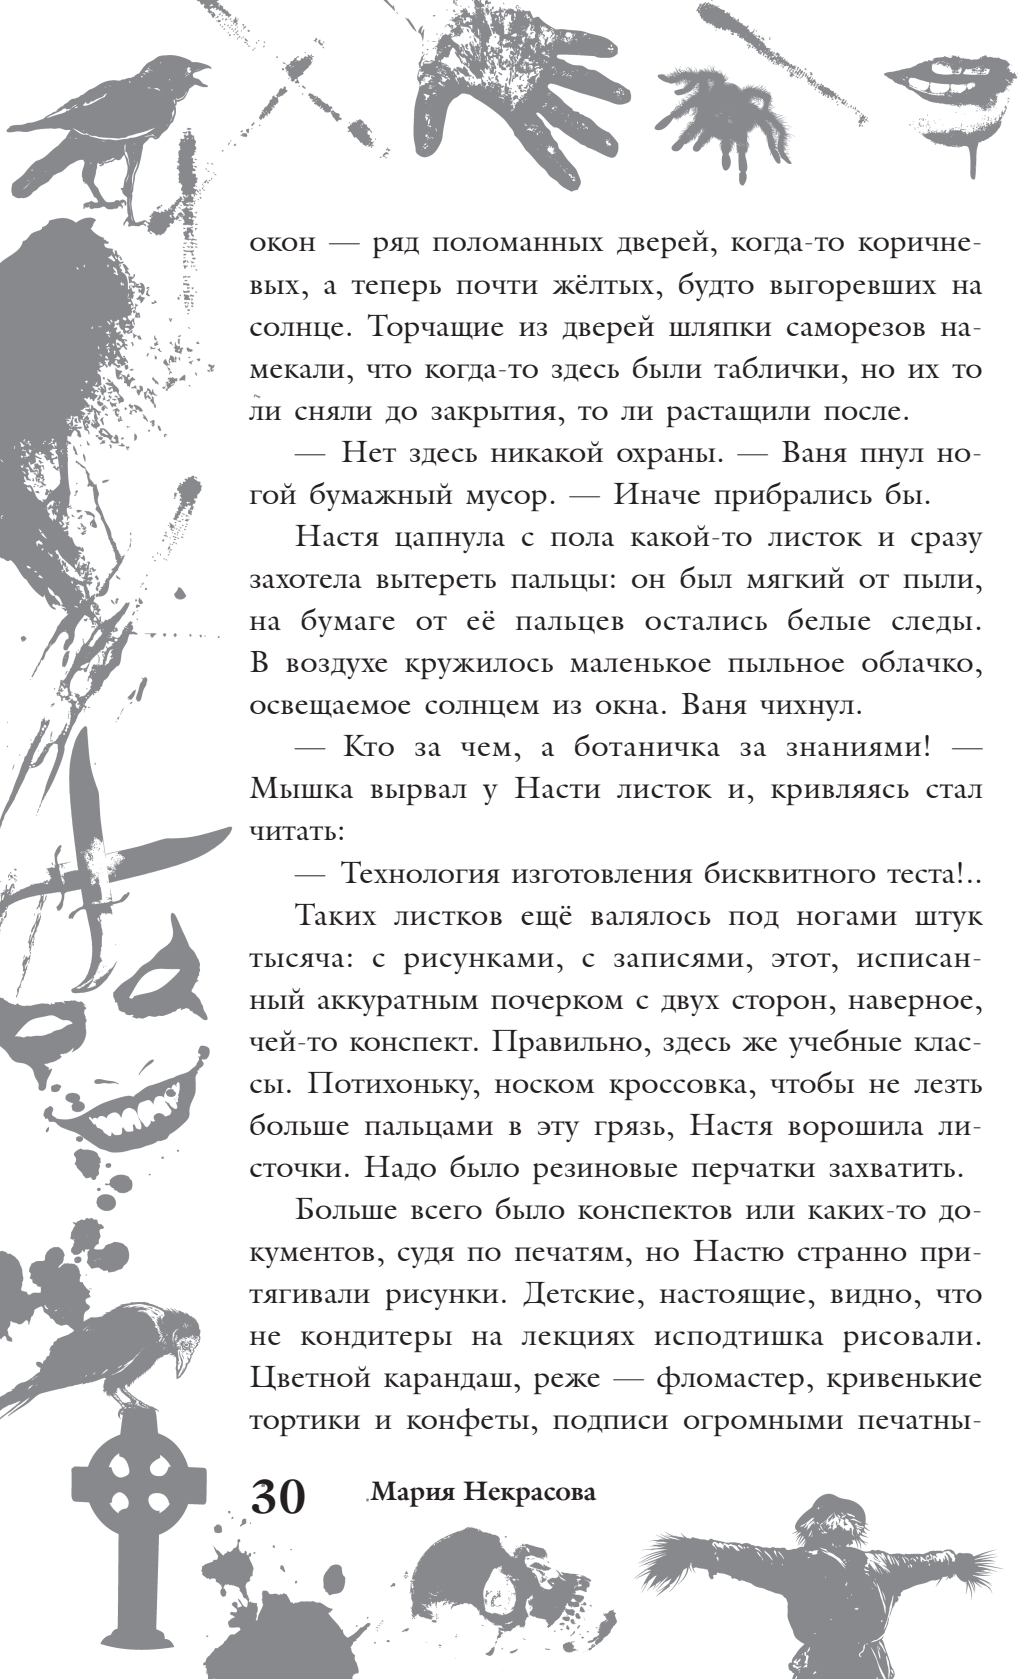 окон — ряд поломанных дверей, когда-то коричне-
вых, а теперь почти жёлтых, будто выгоревших на
солнце. Торчащие из дверей шляпки саморезов на-
мекали, что когда-то здесь были таблички, но их то
ли сняли до закрытия, то ли растащили после.
— Нет здесь никакой охраны. — Ваня пнул но-
гой бумажный мусор. — Иначе прибрались бы.
Настя цапнула с пола какой-то листок и сразу
захотела вытереть пальцы: он был мягкий от пыли,
на бумаге от её пальцев остались белые следы.
В воздухе кружилось маленькое пыльное облачко,
освещаемое солнцем из окна. Ваня чихнул.
— Кто за чем, а ботаничка за знаниями! —
Мышка вырвал у Насти листок и, кривляясь стал
читать:
— Технология изготовления бисквитного теста!..
Таких листков ещё валялось под ногами штук
тысяча: с рисунками, с записями, этот, исписан-
ный аккуратным почерком с двух сторон, наверное,
чей-то конспект. Правильно, здесь же учебные клас-
сы. Потихоньку, носком кроссовка, чтобы не лезть
больше пальцами в эту грязь, Настя ворошила ли-
сточки. Надо было резиновые перчатки захватить.
Больше всего было конспектов или каких-то до-
кументов, судя по печатям, но Настю странно при-
тягивали рисунки. Детские, настоящие, видно, что
не кондитеры на лекциях исподтишка рисовали.
Цветной карандаш, реже — фломастер, кривенькие
тортики и конфеты, подписи огромными печатны-
30 Мария Некрасова